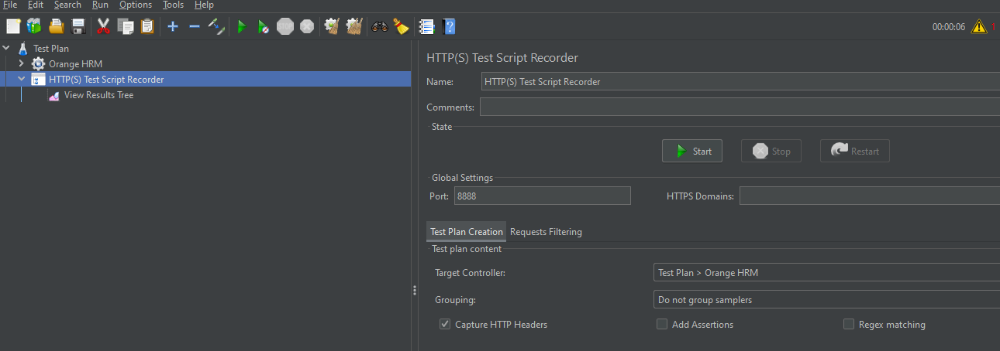 File Edit Search Run Options Tools Help
STOP 00:00:06 1
Test Plan
Orange HRM
HTTP(S) Test Script Recorder
View Results Tree
HTTP(S) Test Script Recorder
Name: HTTP(S) Test Script Recorder
Comments:
State
Start Stop Restart
Global Settings
Port: 8888 HTTPS Domains:
Test Plan Creation Requests Filtering
Test plan content
Target Controller: Test Plan > Orange HRM
Grouping: Do not group samplers
Capture HTTP Headers Add Assertions Regex matching